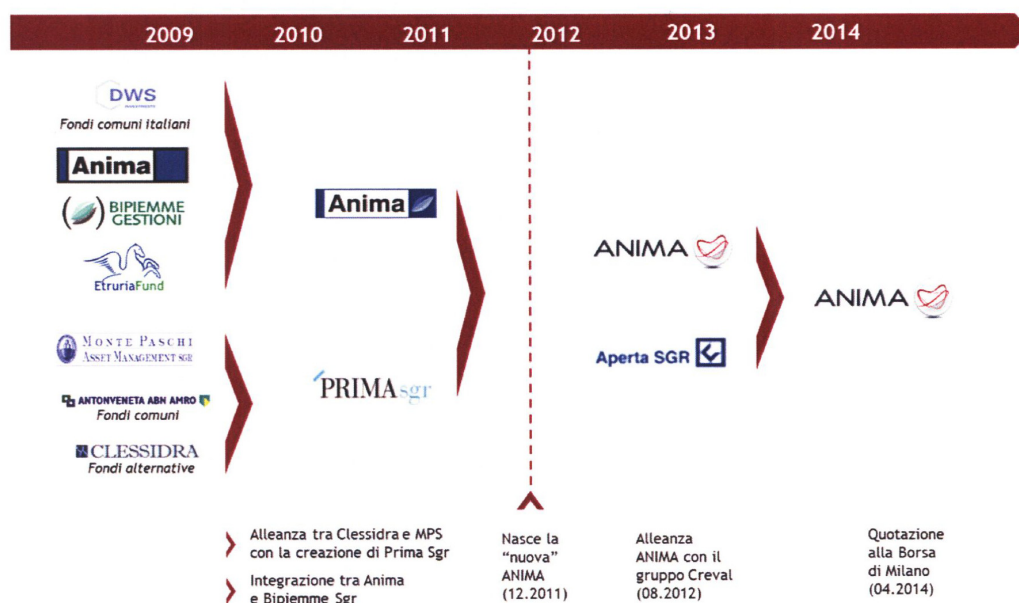 2009 2010 2011 2012 2013 2014
DWS
INVESTMENTS
Fondi comuni italiani
Anima
BIPIEMME
GESTIONI
EtruriaFund
MONTE PASCHI
ASSET MANAGEMENT SGR
ANTONVENETA ABN AMRO
Fondi comuni
CLESSIDRA
Fondi alternative
Anima
PRIMA sgr
ANIMA
Aperta SGR
ANIMA
Alleanza tra Clessidra e MPS
con la creazione di Prima Sgr
Integrazione tra Anima
e Bipiemme Sgr
Nasce la
“nuova”
ANIMA
(12.2011)
Alleanza
ANIMA con il
gruppo Creval
(08.2012)
Quotazione
alla Borsa
di Milano
(04.2014)